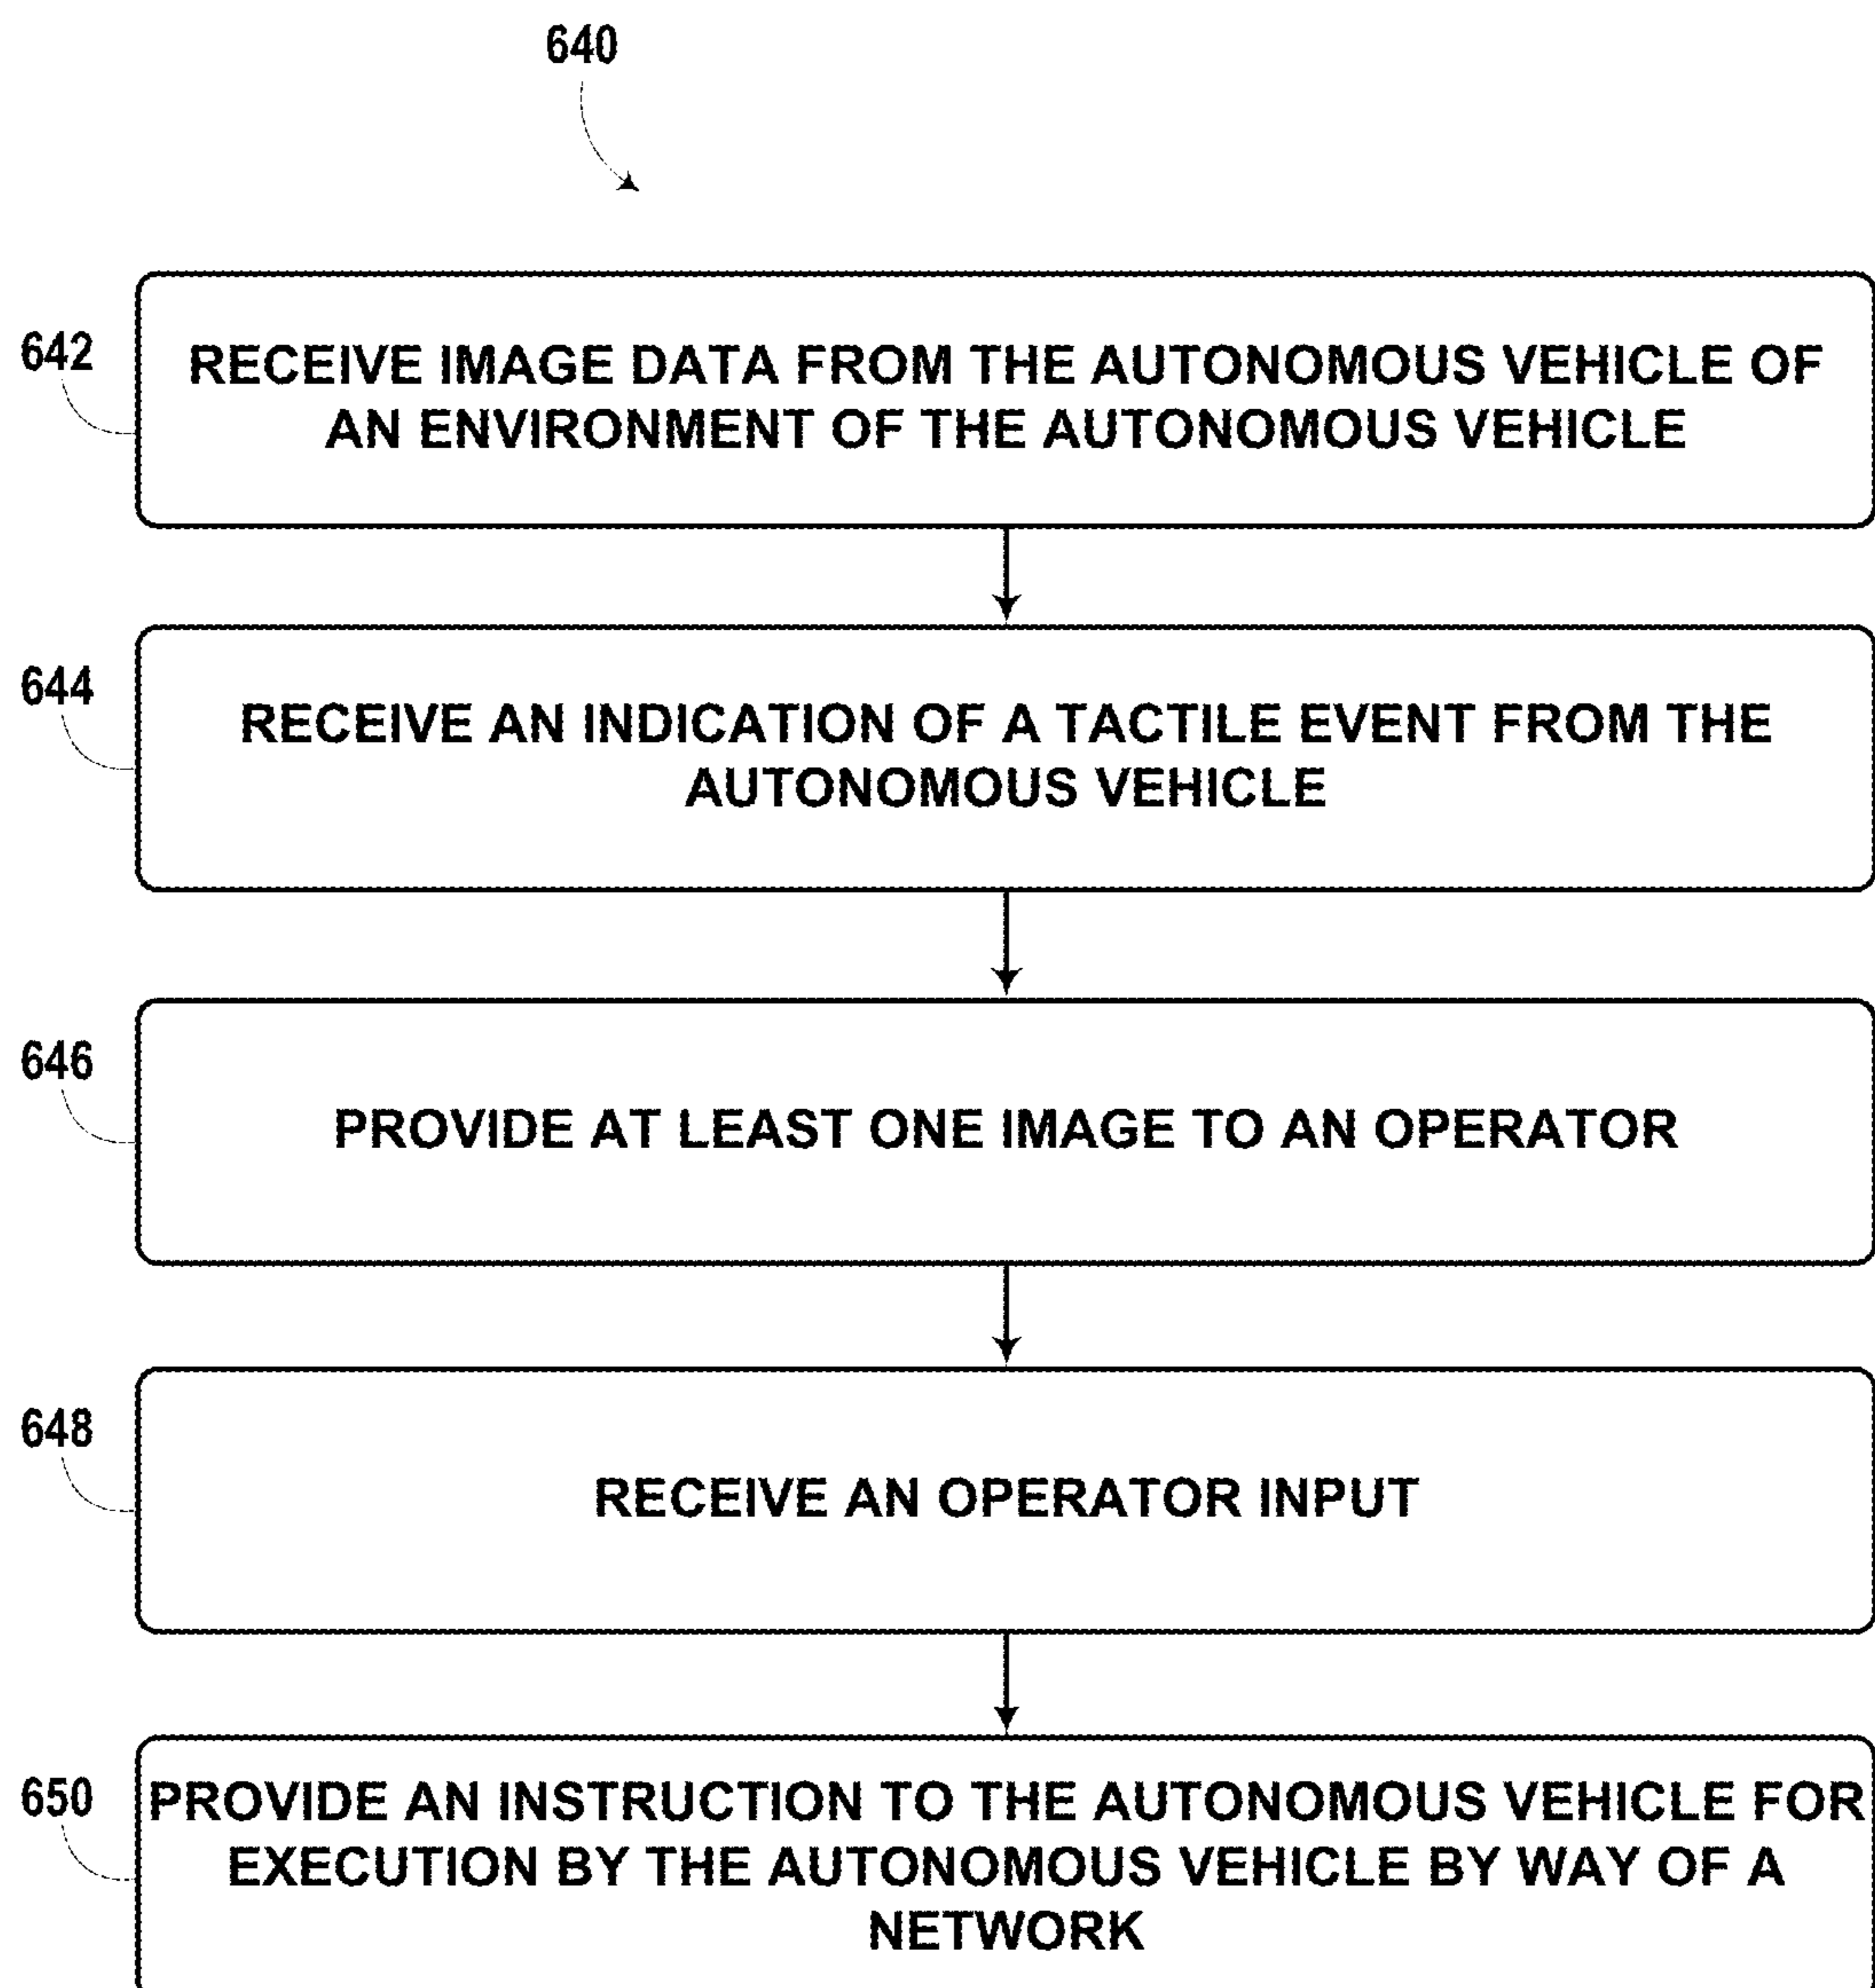 640
642
RECEIVE IMAGE DATA FROM THE AUTONOMOUS VEHICLE OF
AN ENVIRONMENT OF THE AUTONOMOUS VEHICLE
644
RECEIVE AN INDICATION OF A TACTILE EVENT FROM THE
AUTONOMOUS VEHICLE
646
PROVIDE AT LEAST ONE IMAGE TO AN OPERATOR
648
RECEIVE AN OPERATOR INPUT
650
PROVIDE AN INSTRUCTION TO THE AUTONOMOUS VEHICLE FOR
EXECUTION BY THE AUTONOMOUS VEHICLE BY WAY OF A
NETWORK